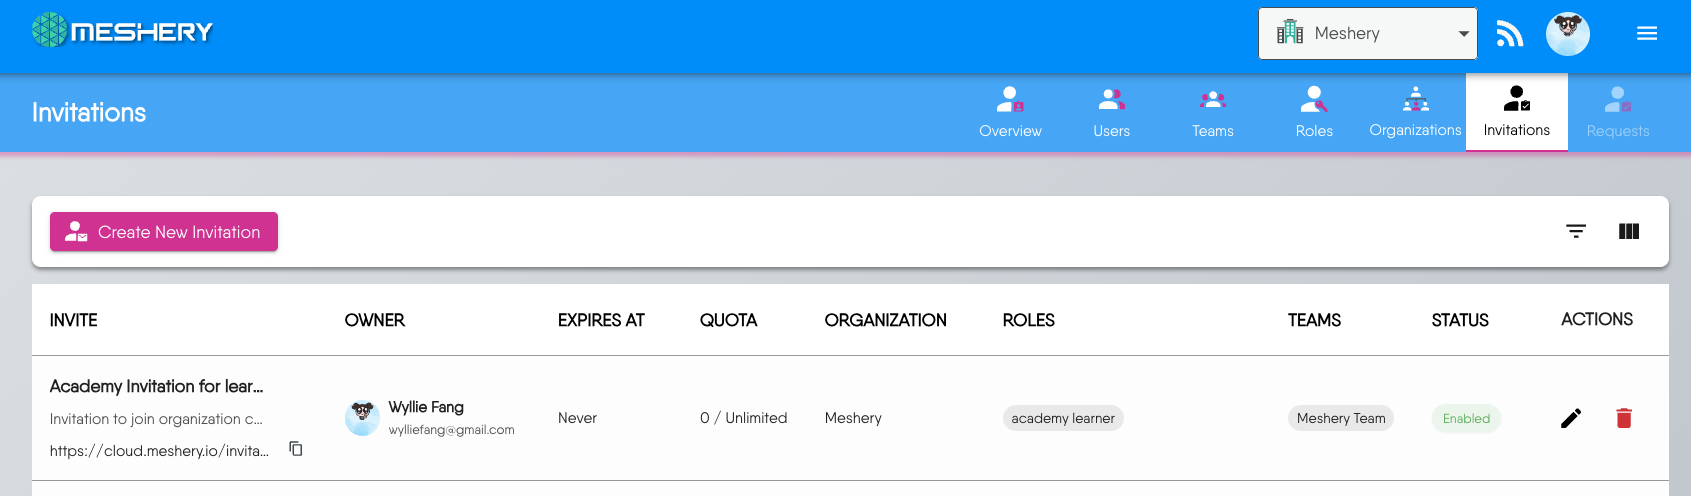 MESHERY
Meshery
Invitations
Overview
Users
Teams
Roles
Organizations
Invitations
Requests
Create New Invitation
INVITE OWNER EXPIRES AT QUOTA ORGANIZATION ROLES TEAMS STATUS ACTIONS
Academy Invitation for lear...
Invitation to join organization c...
https://cloud.meshery.io/invita...
Wyllie Fang
wylliefang@gmail.com
Never
0 / Unlimited
Meshery
academy learner
Meshery Team
Enabled